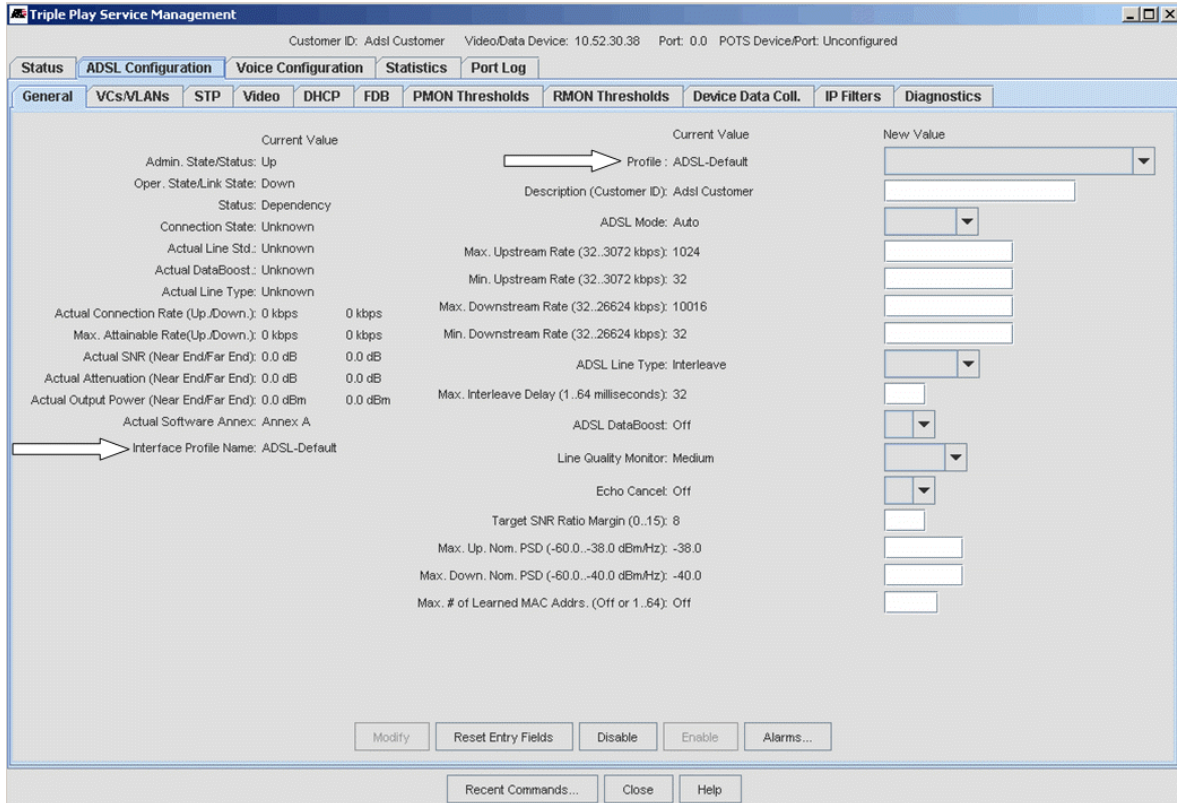 Triple Play Service Management
Customer ID: Adsl Customer Video/Data Device: 10.52.30.38 Port: 0.0 POTS Device/Port: Unconfigured
Status ADSL Configuration Voice Configuration Statistics Port Log
General VCs/VLANs STP Video DHCP FDB PMON Thresholds RMON Thresholds Device Data Coll. IP Filters Diagnostics
Current Value
Admin. State/Status: Up
Oper. State/Link State: Down
Status: Dependency
Connection State: Unknown
Actual Line Std.: Unknown
Actual DataBoost.: Unknown
Actual Line Type: Unknown
Actual Connection Rate (Up./Down.): 0 kbps 0 kbps
Max. Attainable Rate(Up./Down.): 0 kbps 0 kbps
Actual SNR (Near End/Far End): 0.0 dB 0.0 dB
Actual Attenuation (Near End/Far End): 0.0 dB 0.0 dB
Actual Output Power (Near End/Far End): 0.0 dBm 0.0 dBm
Actual Software Annex: Annex A
Interface Profile Name: ADSL-Default
Current Value New Value
Profile : ADSL-Default
Description (Customer ID): Adsl Customer
ADSL Mode: Auto
Max. Upstream Rate (32..3072 kbps): 1024
Min. Upstream Rate (32..3072 kbps): 32
Max. Downstream Rate (32..26624 kbps): 10016
Min. Downstream Rate (32..26624 kbps): 32
ADSL Line Type: Interleave
Max. Interleave Delay (1..64 milliseconds): 32
ADSL DataBoost: Off
Line Quality Monitor: Medium
Echo Cancel: Off
Target SNR Ratio Margin (0..15): 8
Max. Up. Nom. PSD (-60.0..-38.0 dBm/Hz): -38.0
Max. Down. Nom. PSD (-60.0..-40.0 dBm/Hz): -40.0
Max. # of Learned MAC Addrs. (Off or 1..64): Off
Modify Reset Entry Fields Disable Enable Alarms...
Recent Commands... Close Help